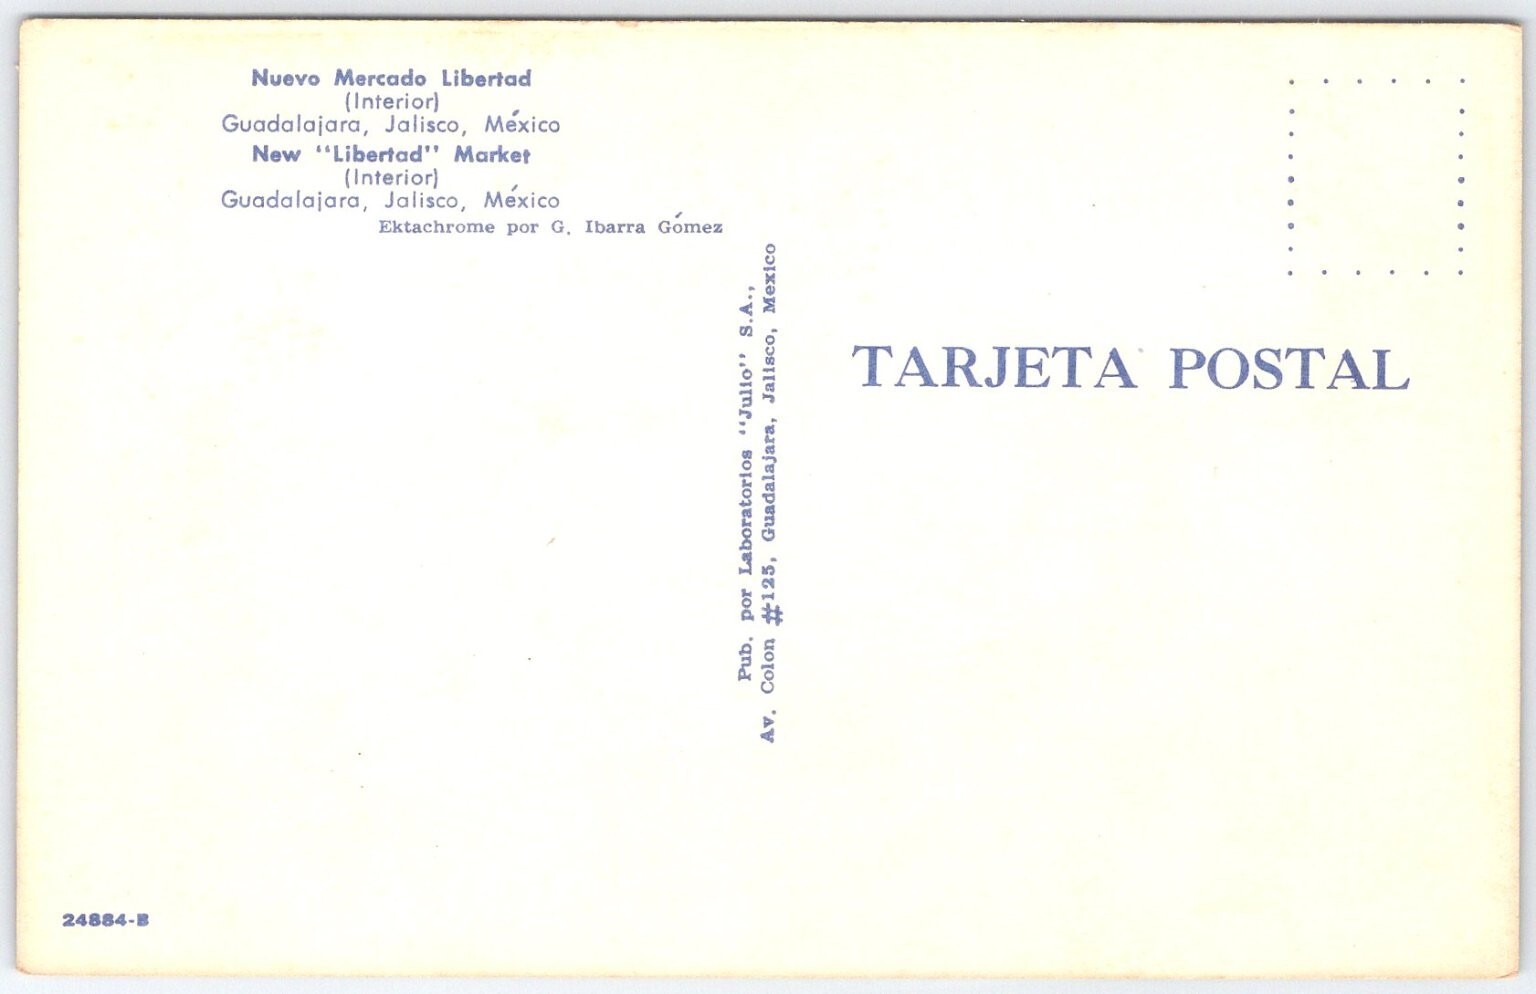 Nuevo Mercado Libertad
(Interior)
Guadalajara, Jalisco, México
New "Libertad" Market
(Interior)
Guadalajara, Jalisco, México
Ektachrome por G. Ibarra Gómez
Pub. por Laboratorios "Julio" S.A.,
Av. Colon #125, Guadalajara, Jalisco, Mexico
TARJETA POSTAL
24884-B